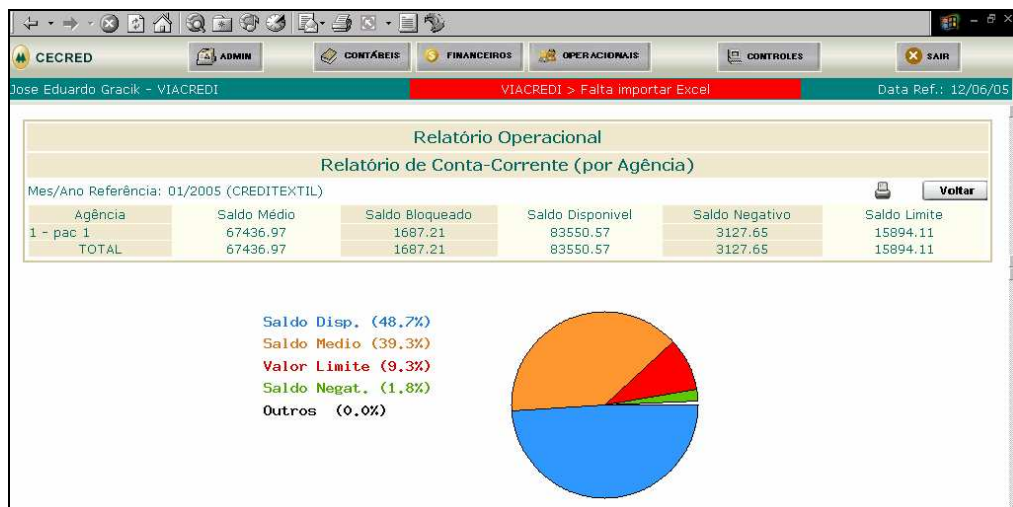 CECRED ADMIN CONTÁBEIS FINANCEIROS OPERACIONAIS CONTROLES SAIR
Jose Eduardo Gracik - VIACREDI VIACREDI > Falta importar Excel Data Ref.: 12/06/05
Relatório Operacional
Relatório de Conta-Corrente (por Agência)
Mes/Ano Referência: 01/2005 (CREDITEXTIL) Voltar
Agência Saldo Médio Saldo Bloqueado Saldo Disponivel Saldo Negativo Saldo Limite
1 - pac 1 67436.97 1687.21 83550.57 3127.65 15894.11
TOTAL 67436.97 1687.21 83550.57 3127.65 15894.11
Saldo Disp. (48.7%)
Saldo Medio (39.3%)
Valor Limite (9.3%)
Saldo Negat. (1.8%)
Outros (0.0%)